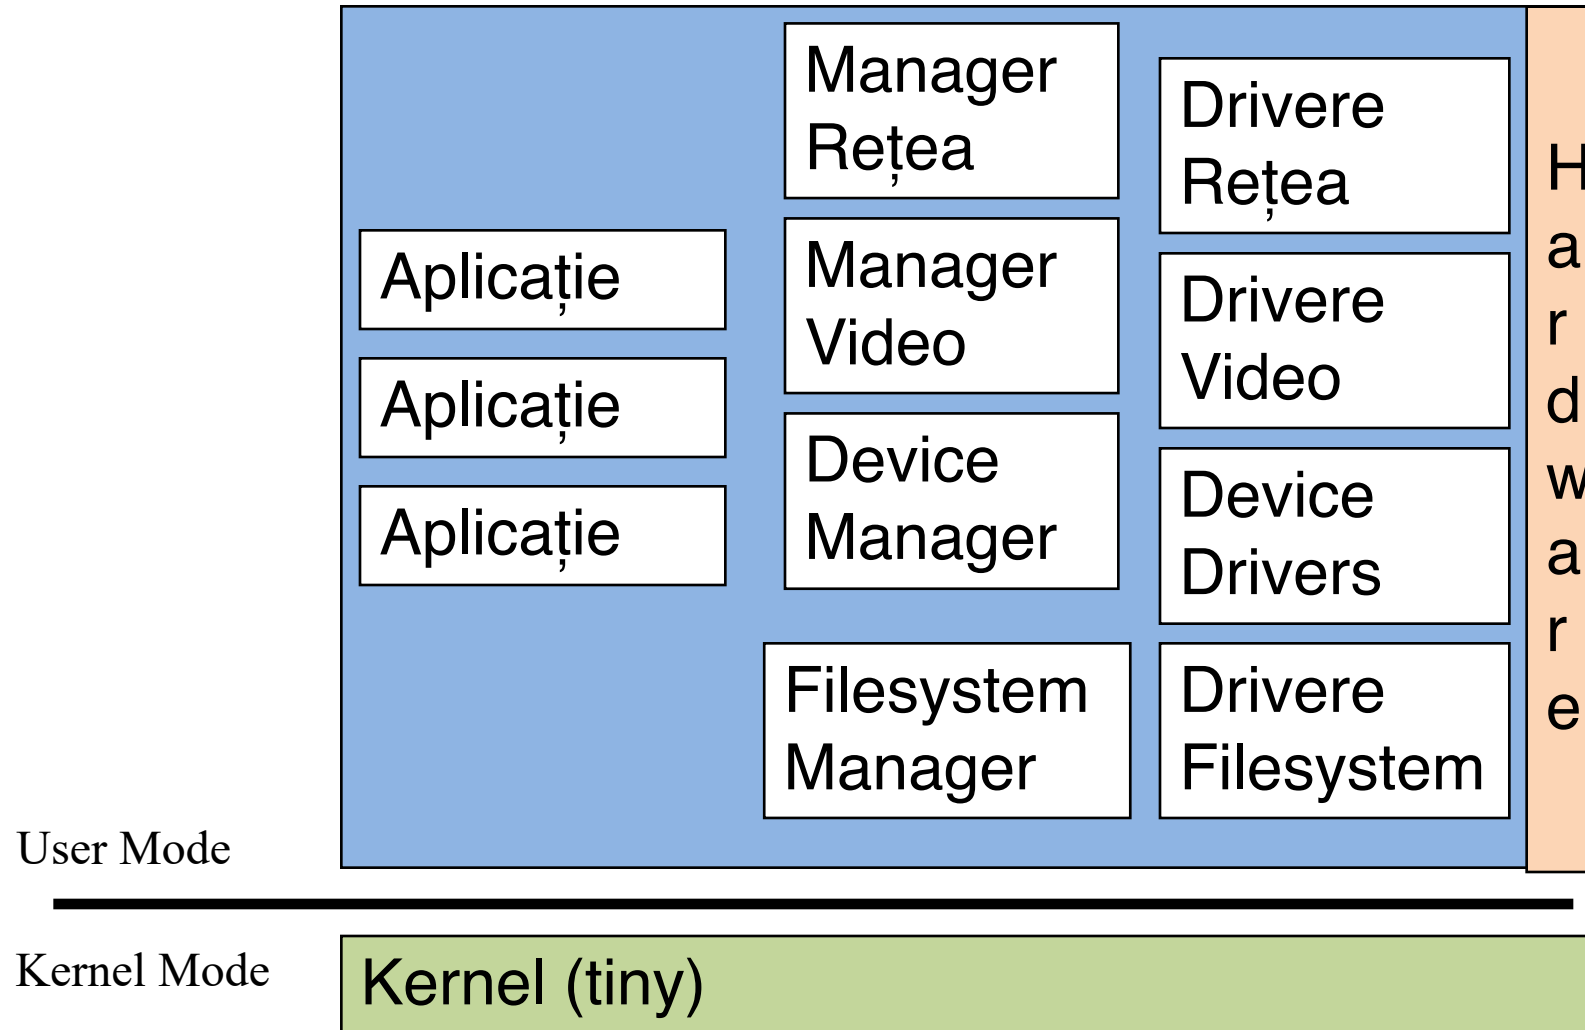 Manager
Rețea
Manager
Video
Device
Manager
Filesystem
Manager
Drivere
Rețea
Drivere
Video
Device
Drivers
Drivere
Filesystem
Aplicație
Aplicație
Aplicație
H
a
r
d
w
a
r
e
User Mode
Kernel Mode
Kernel (tiny)